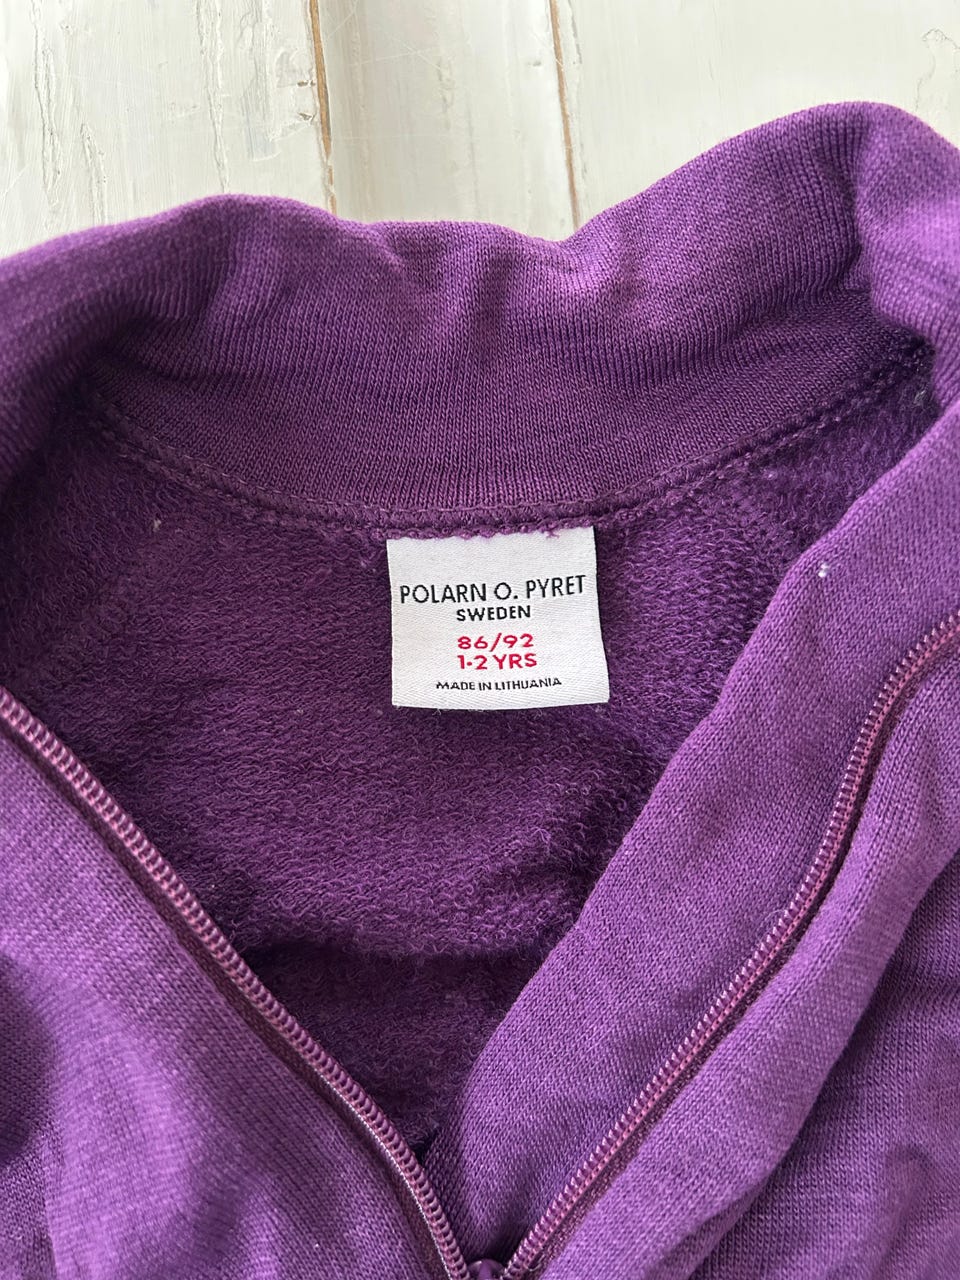 POLARN O. PYRET
SWEDEN
86/92
1-2 YRS
MADE IN LITHUANIA